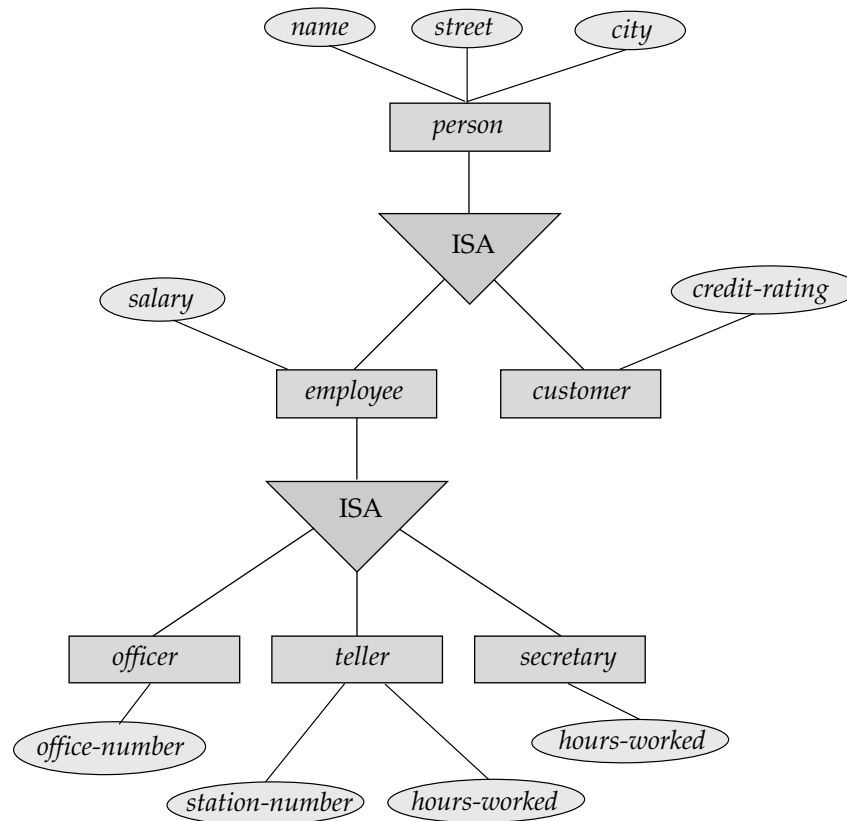 name
street
city
person
ISA
salary
credit-rating
employee
customer
ISA
officer
teller
secretary
office-number
hours-worked
station-number
hours-worked